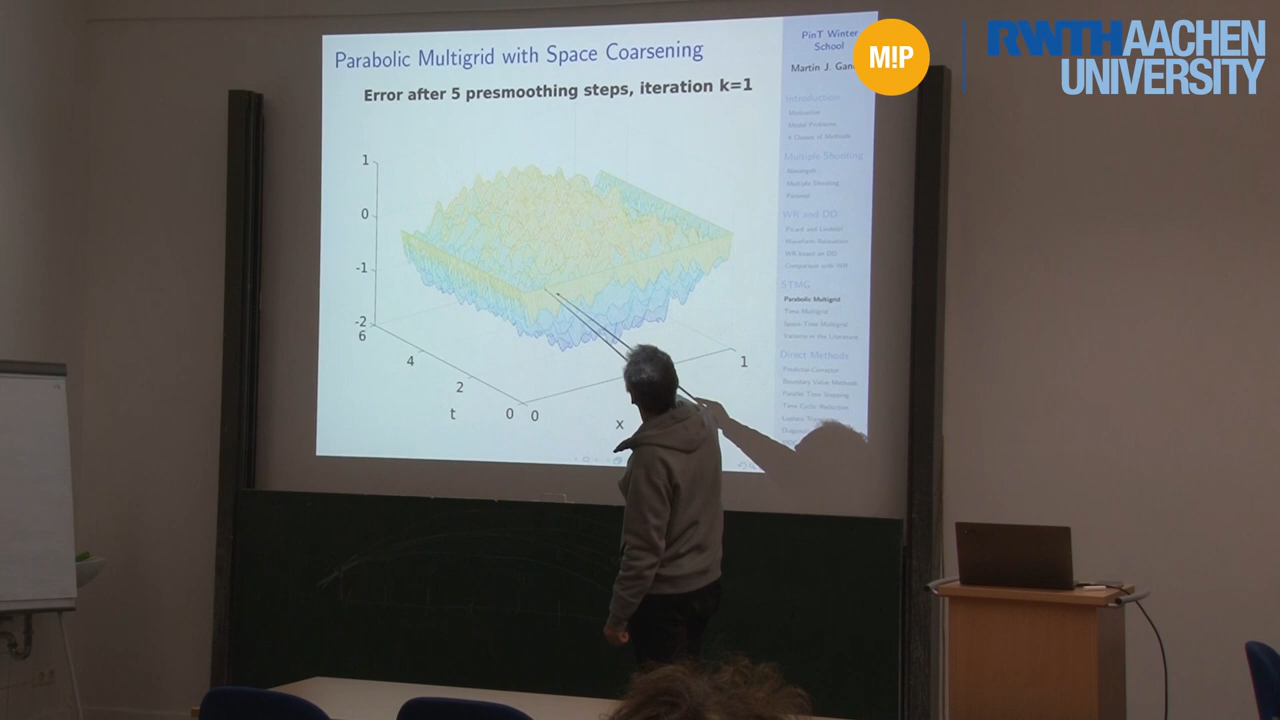 Parabolic Multigrid with Space Coarsening
Error after 5 presmoothing steps, iteration k=1
1
0
-1
-2
6
4
2
0
t
0
x
1
PinT Winter
School
Martin J.
Introduction
Motivation
Model Problems
4 Classes of Methods
Multiple Shooting
Nievergelt
Multiple Shooting
Parareal
WR and DD
Picard and Lindelöf
Waveform Relaxation
WR based on DD
STMG
Parabolic Multigrid
Time Multigrid
Space-Time Multigrid
Variants in the Literature
Direct Methods
Predictor-Corrector
Boundary Value Methods
Parallel Time Stepping
Time Cyclic Reduction
M!P
RWTH AACHEN
UNIVERSITY